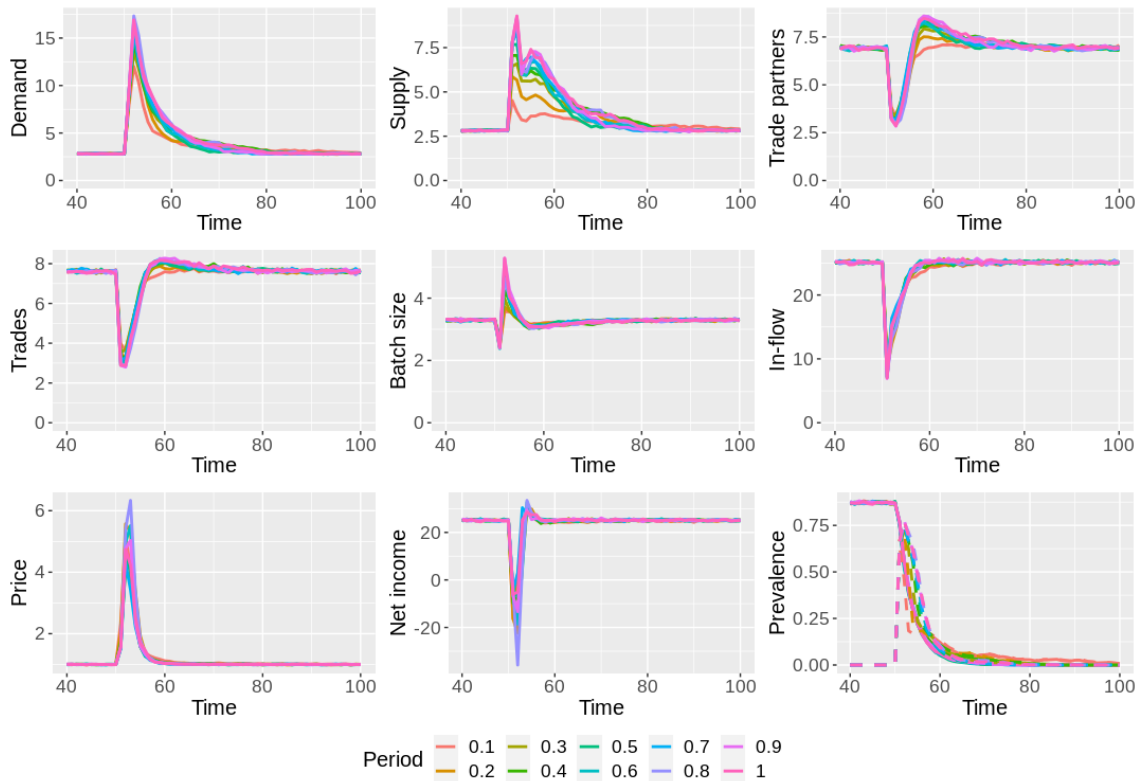 Demand
15
10
5
0
40 60 80 100
Time
Supply
7.5
5.0
2.5
0.0
40 60 80 100
Time
Trade partners
7.5
5.0
2.5
0.0
40 60 80 100
Time
Trades
8
6
4
2
0
40 60 80 100
Time
Batch size
4
2
0
40 60 80 100
Time
In-flow
20
10
0
40 60 80 100
Time
Price
6
4
2
40 60 80 100
Time
Net income
20
0
-20
40 60 80 100
Time
Prevalence
0.75
0.50
0.25
0.00
40 60 80 100
Time
Period
0.1 0.3 0.5 0.7 0.9
0.2 0.4 0.6 0.8 1